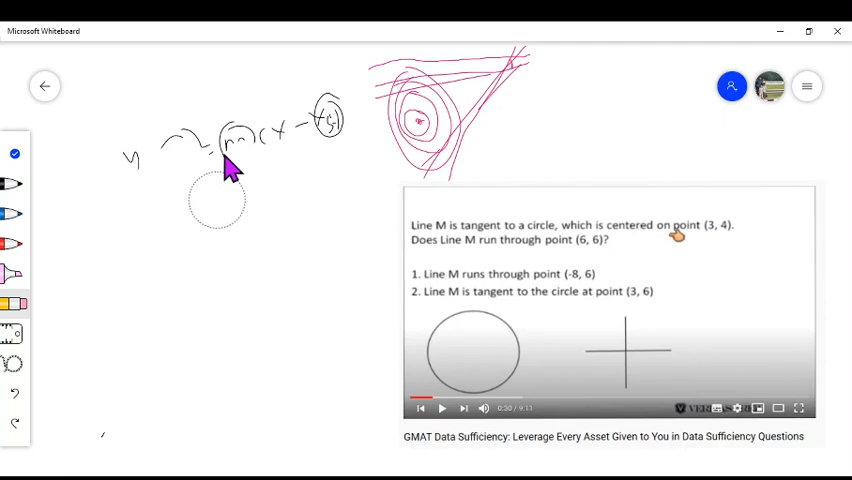 Microsoft Whiteboard
Line M is tangent to a circle, which is centered on point (3, 4).
Does Line M run through point (6, 6)?
1. Line M runs through point (-8, 6)
2. Line M is tangent to the circle at point (3, 6)
0:30 / 9:11
GMAT Data Sufficiency: Leverage Every Asset Given to You in Data Sufficiency Questions